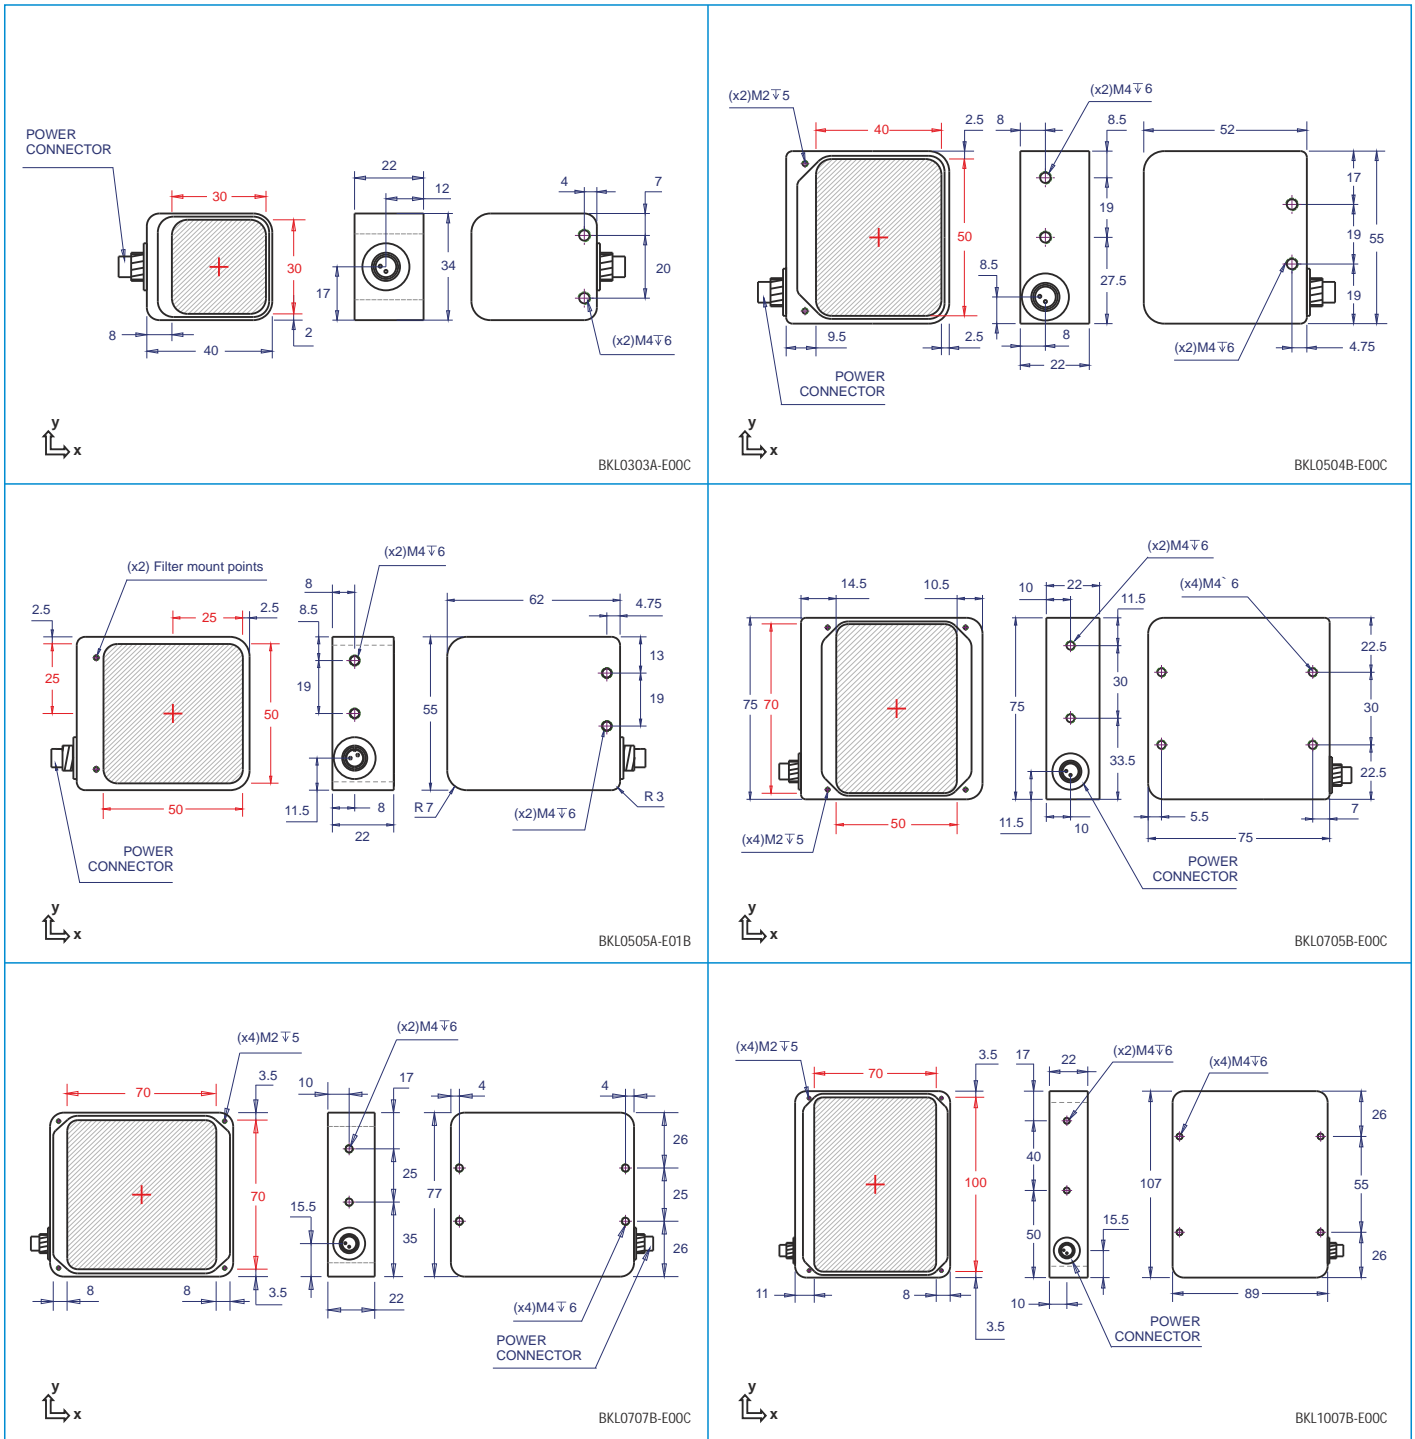 POWER
CONNECTOR
30
30
8
40
2
22
12
34
17
4
7
20
(x2)M4↧6
y
x
BKL0303A-E00C
(x2)M2↧5
40
2.5
50
9.5
2.5
POWER
CONNECTOR
8
(x2)M4↧6
8.5
19
27.5
8.5
8
22
52
17
19
55
19
(x2)M4↧6
4.75
y
x
BKL0504B-E00C
(x2) Filter mount points
2.5
25
2.5
25
50
50
POWER
CONNECTOR
(x2)M4↧6
8
8.5
19
11.5
8
22
62
4.75
13
19
55
R 7
R 3
(x2)M4↧6
y
x
BKL0505A-E01B
14.5
10.5
75
70
50
(x4)M2↧5
(x2)M4↧6
10
22
11.5
75
30
33.5
11.5
10
POWER
CONNECTOR
(x4)M4` 6
22.5
30
22.5
5.5
7
75
y
x
BKL0705B-E00C
(x4)M2↧5
70
3.5
70
8
8
3.5
(x2)M4↧6
10
17
25
35
15.5
22
4
4
77
26
25
26
(x4)M4↧6
POWER
CONNECTOR
y
x
BKL0707B-E00C
(x4)M2↧5
70
3.5
100
11
8
3.5
17
22
(x2)M4↧6
40
50
15.5
10
POWER
CONNECTOR
(x4)M4↧6
107
26
55
26
89
y
x
BKL1007B-E00C